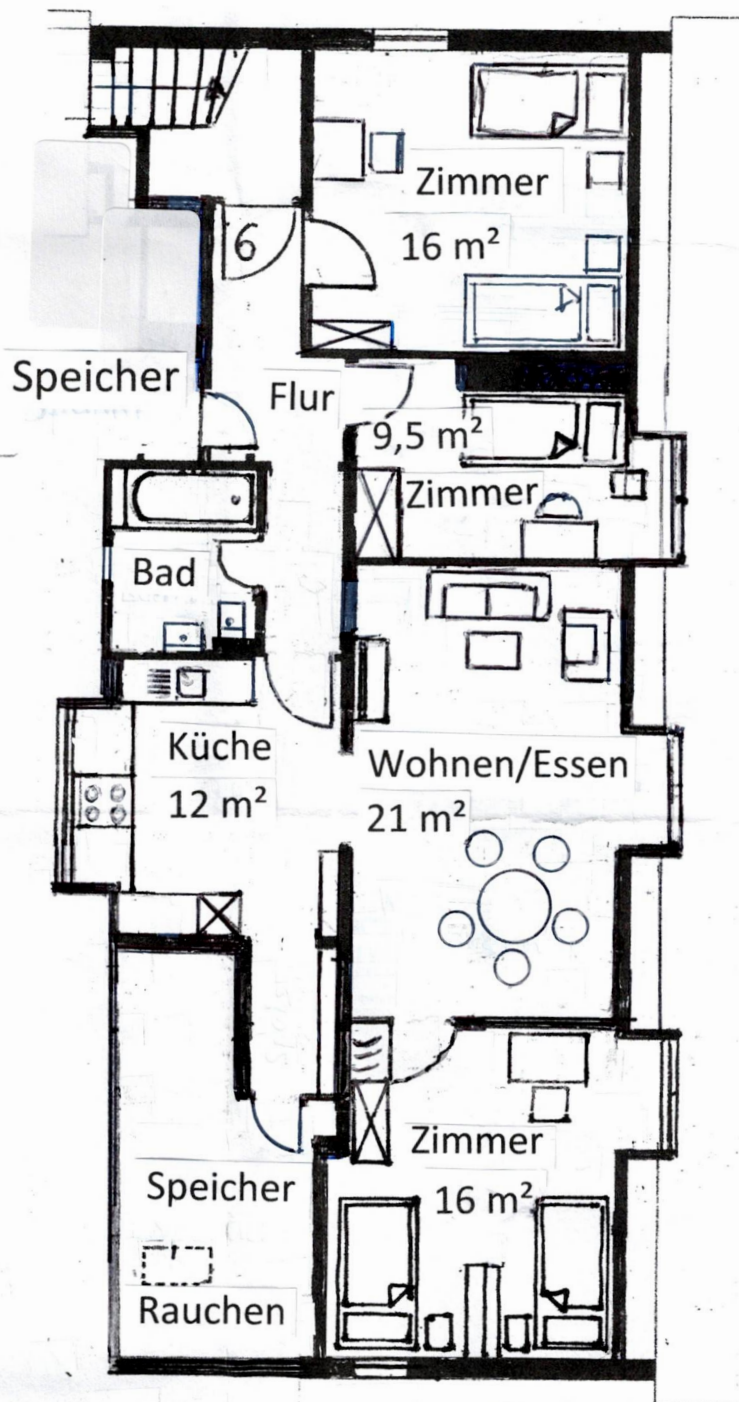 Zimmer
6
16 m²
Speicher
Flur
9,5 m²
Zimmer
Bad
Küche
12 m²
Wohnen/Essen
21 m²
Zimmer
16 m²
Speicher
Rauchen